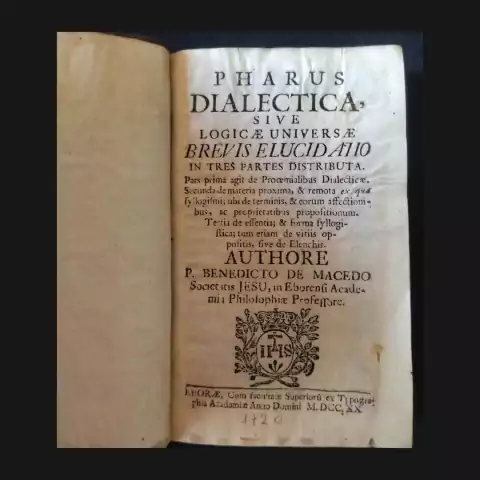 PHARUS
DIALECTICA,
SIVE
LOGICÆ UNIVERSÆ
BREVIS ELUCIDATIO
IN TRES PARTES DISTRIBUTA.
Pars prima agit de Proœmialibus Dialecticæ.
Secunda de materia proxima, & remota ex qua
syllogismi; ubi de terminis, & eorum affectioni-
bus, ac proprietatibus propositionum.
Tertia de essentia; & forma syllogi-
stica; tum etiam de vitiis op-
positis, sive de Elenchis.
AUTHORE
P. BENEDICTO DE MACEDO
Societatis JESU, in Eborensi Acade-
mia Philosophiæ Professore.
IHS
EBORÆ, Cum facultate Superiorũ ex Typogra-
phia Academiæ Anno Domini M.DCC.XX
1720